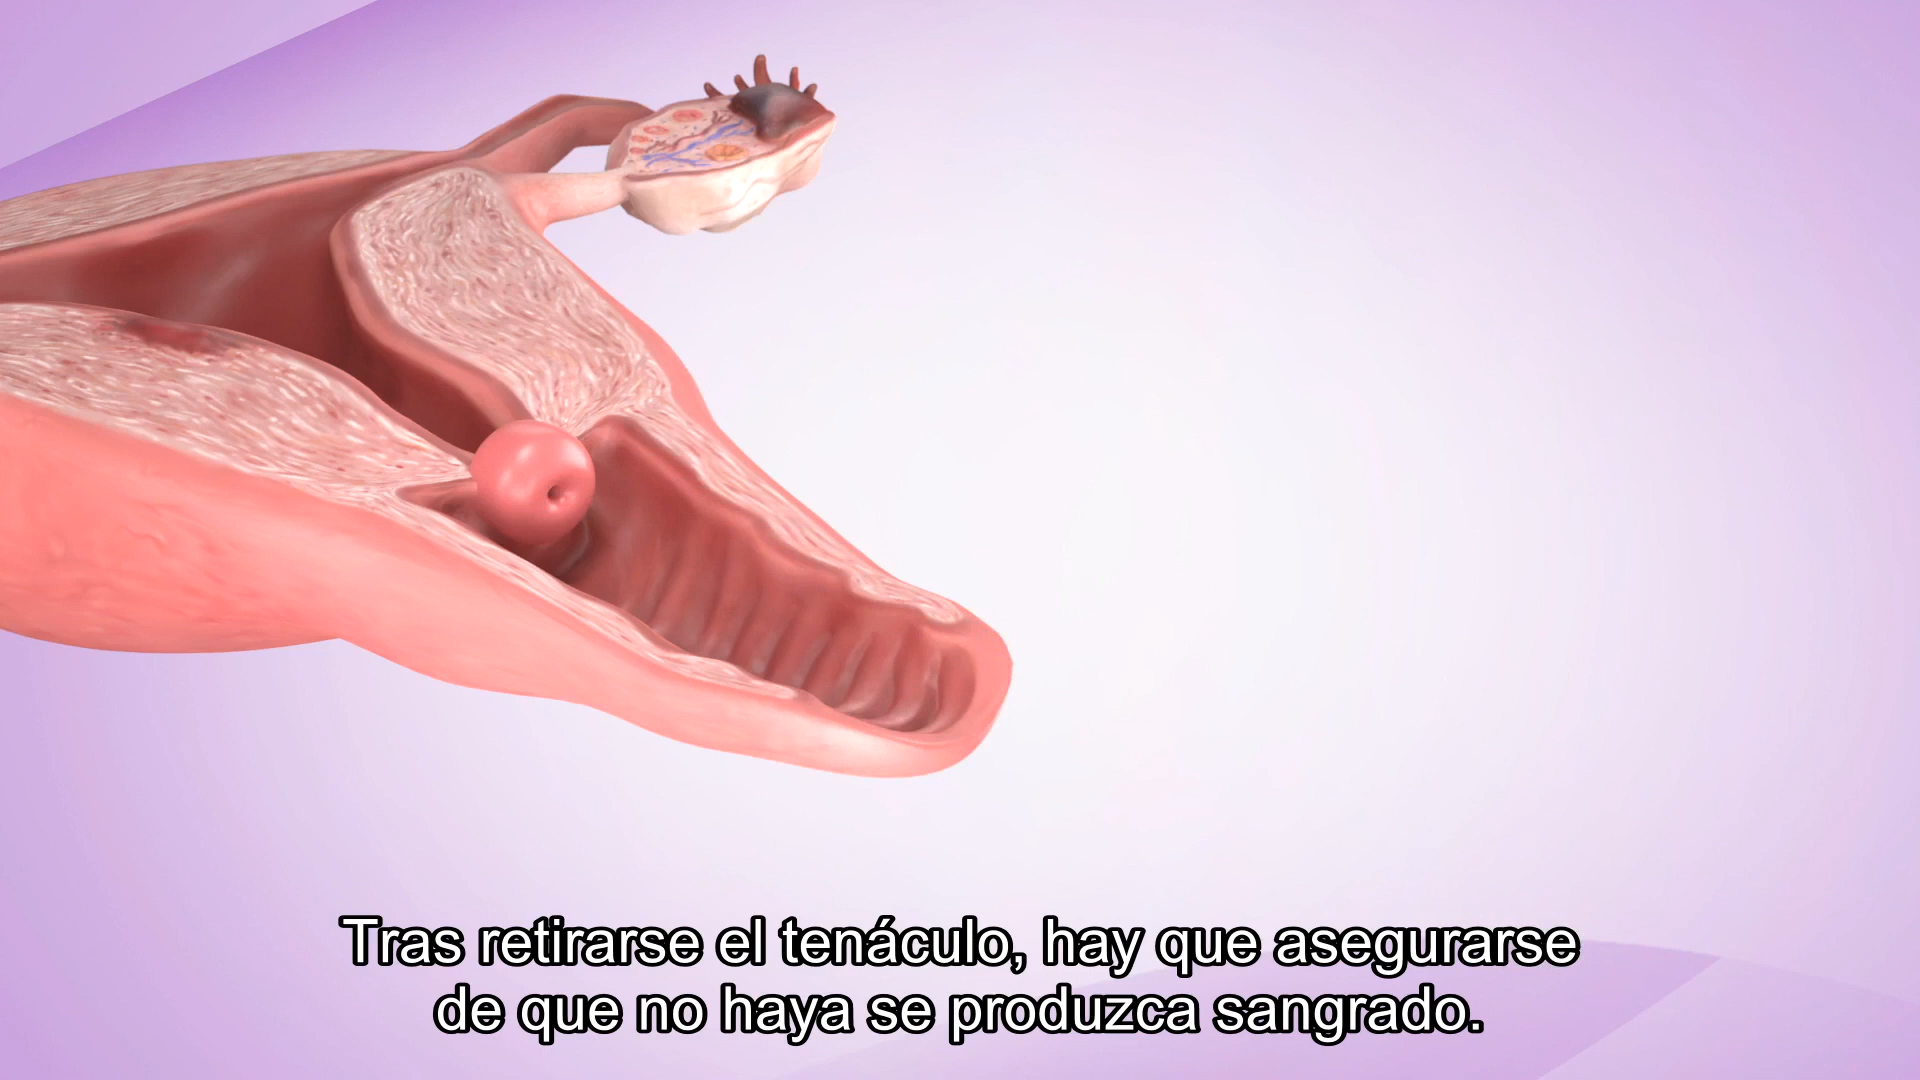 Tras retirarse el tenáculo, hay que asegurarse
de que no haya se produzca sangrado.